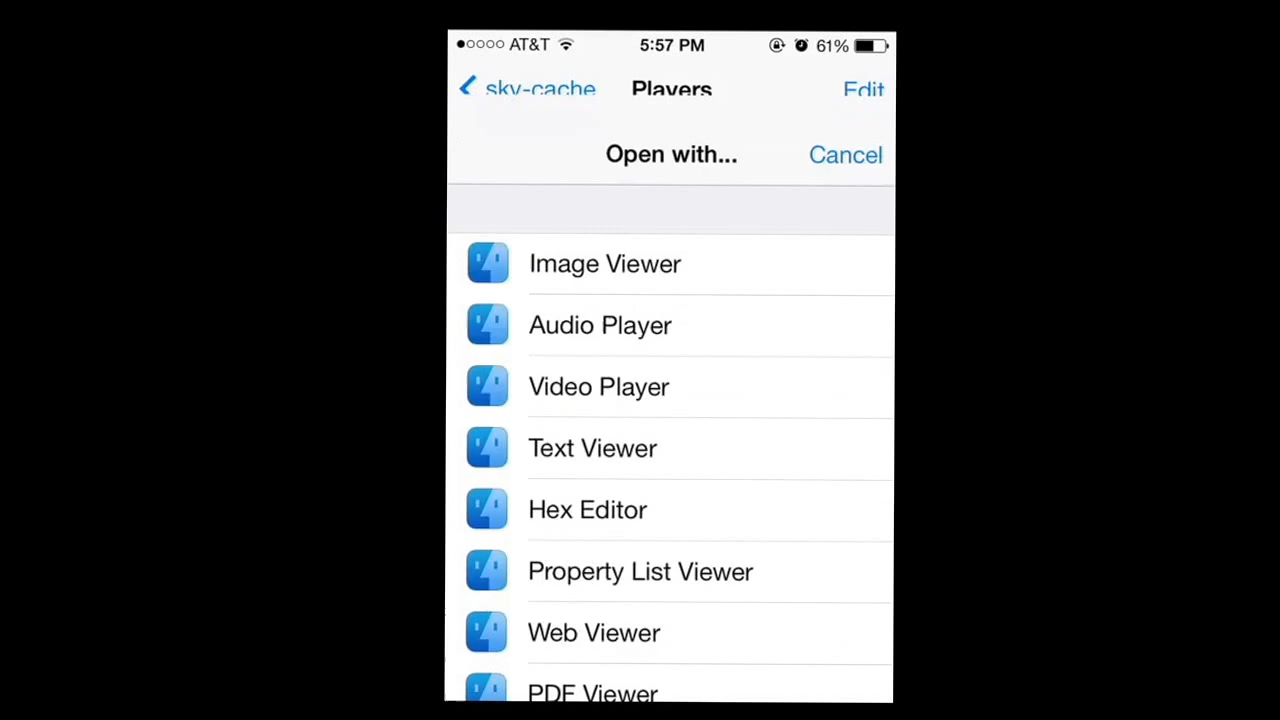 AT&T 5:57 PM 61%
sky-cache Players Edit
Open with... Cancel
Image Viewer
Audio Player
Video Player
Text Viewer
Hex Editor
Property List Viewer
Web Viewer
PDF Viewer